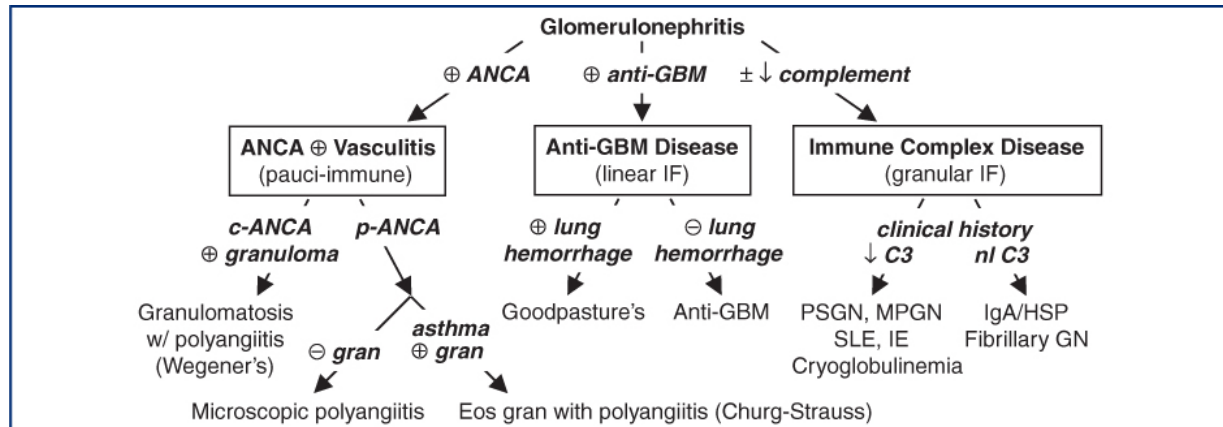 Glomerulonephritis
⊕ ANCA ⊕ anti-GBM ± ↓ complement
ANCA ⊕ Vasculitis
(pauci-immune)
Anti-GBM Disease
(linear IF)
Immune Complex Disease
(granular IF)
c-ANCA
⊕ granuloma
p-ANCA
⊕ lung
hemorrhage
⊖ lung
hemorrhage
clinical history
↓ C3 nl C3
Granulomatosis
w/ polyangiitis
(Wegener's)
⊖ gran
asthma
⊕ gran
Goodpasture's
Anti-GBM
PSGN, MPGN
SLE, IE
Cryoglobulinemia
IgA/HSP
Fibrillary GN
Microscopic polyangiitis
Eos gran with polyangiitis (Churg-Strauss)